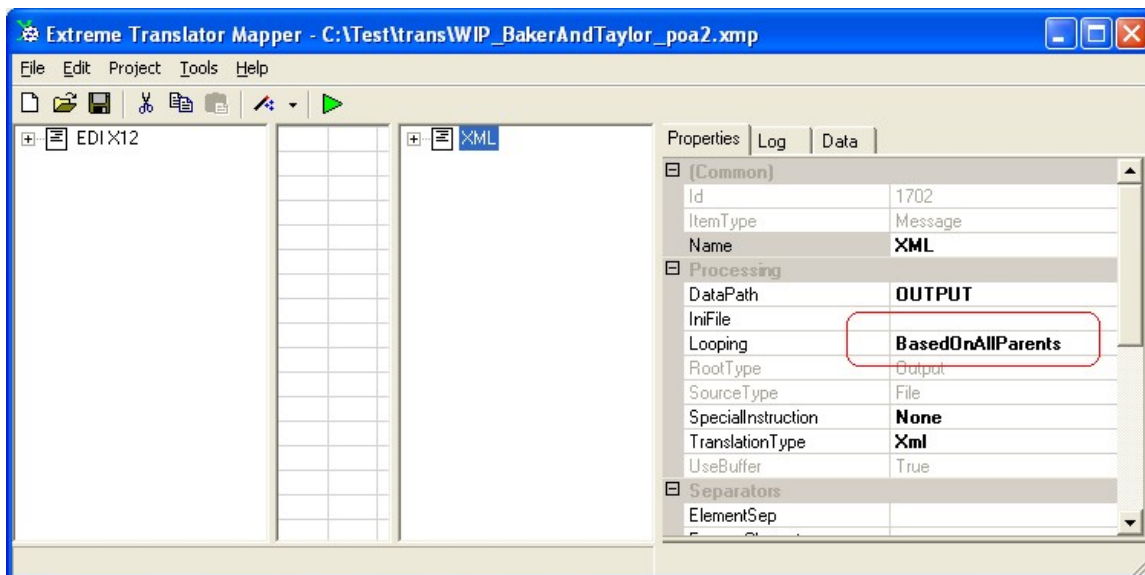 Extreme Translator Mapper - C:\Test\trans\WIP_BakerAndTaylor_poa2.xmp
File Edit Project Tools Help
EDI X12
XML
Properties Log Data
(Common)
Id 1702
ItemType Message
Name XML
Processing
DataPath OUTPUT
IniFile
Looping BasedOnAllParents
RootType Output
SourceType File
SpecialInstruction None
TranslationType Xml
UseBuffer True
Separators
ElementSep